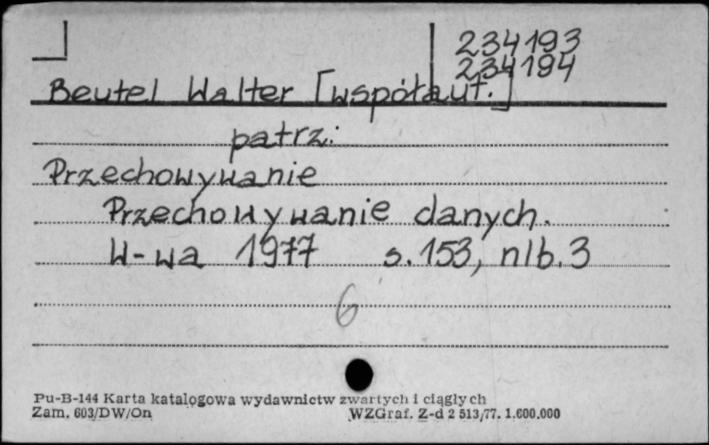 234193
234194
Beutel Walter [współaut.]
patrz:
Przechowywanie
Przechowywanie danych.
W-wa 1977 s. 153, nlb. 3
6
Pu-B-144 Karta katalogowa wydawnictw zwartych i ciągłych
Zam. 603/DW/On WZGraf. Z-d 2 513/77. 1.600.000